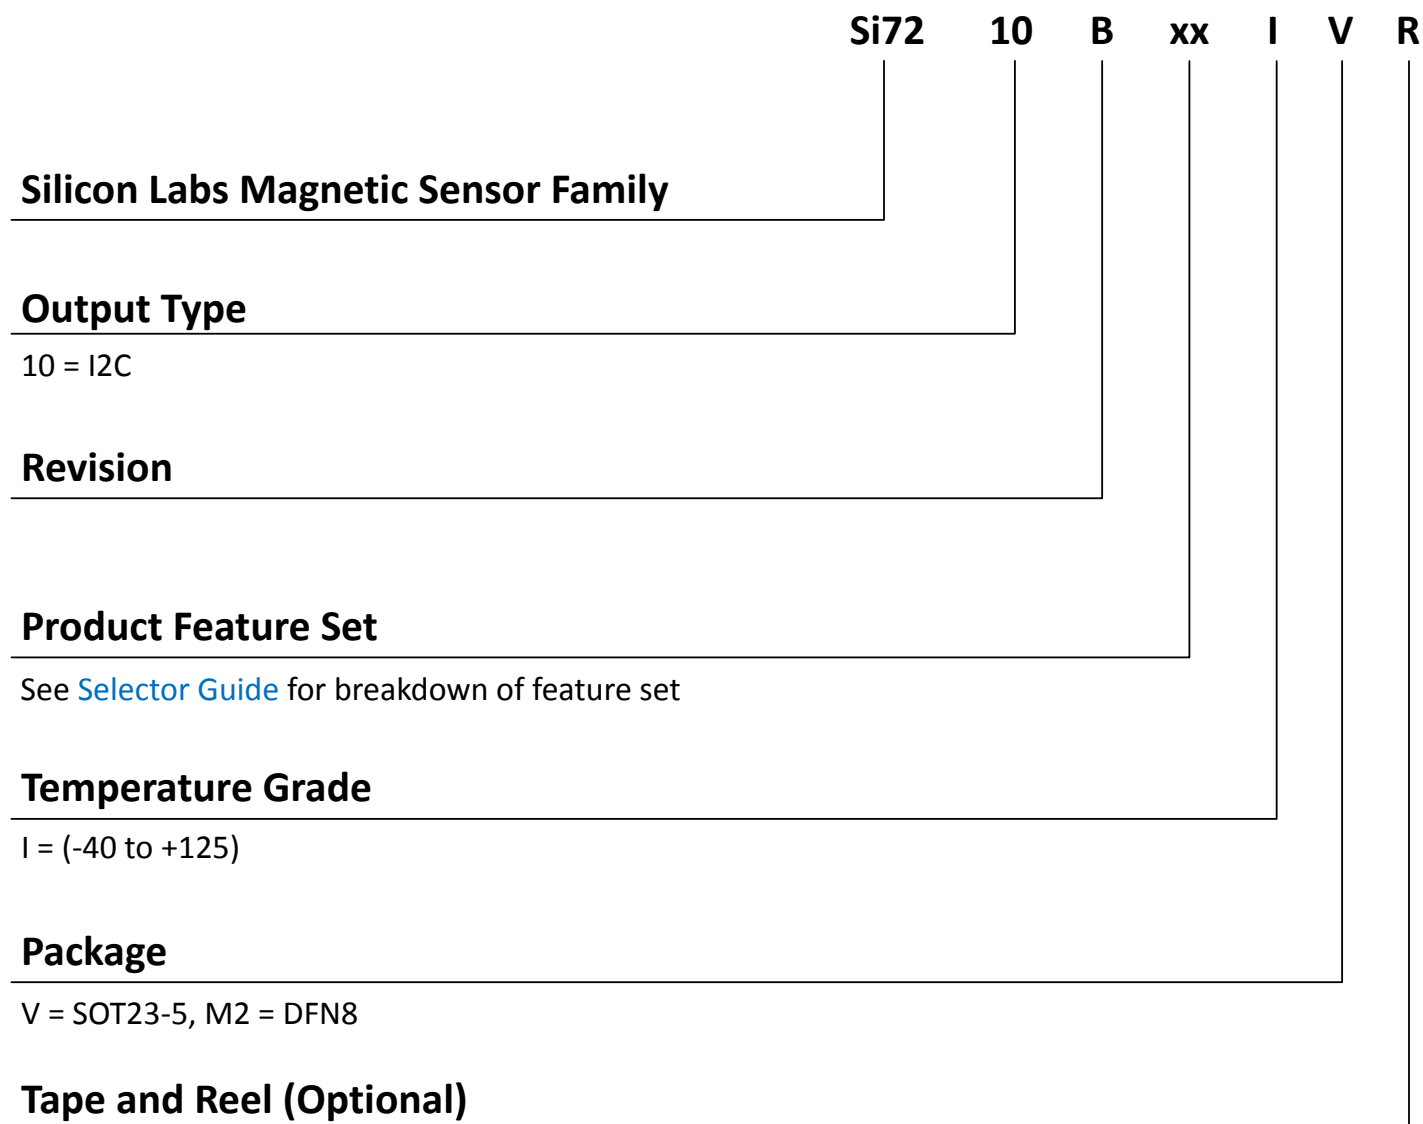 Si72 10 B xx I V R
Silicon Labs Magnetic Sensor Family
Output Type
10 = I2C
Revision
Product Feature Set
See Selector Guide for breakdown of feature set
Temperature Grade
I = (-40 to +125)
Package
V = SOT23-5, M2 = DFN8
Tape and Reel (Optional)